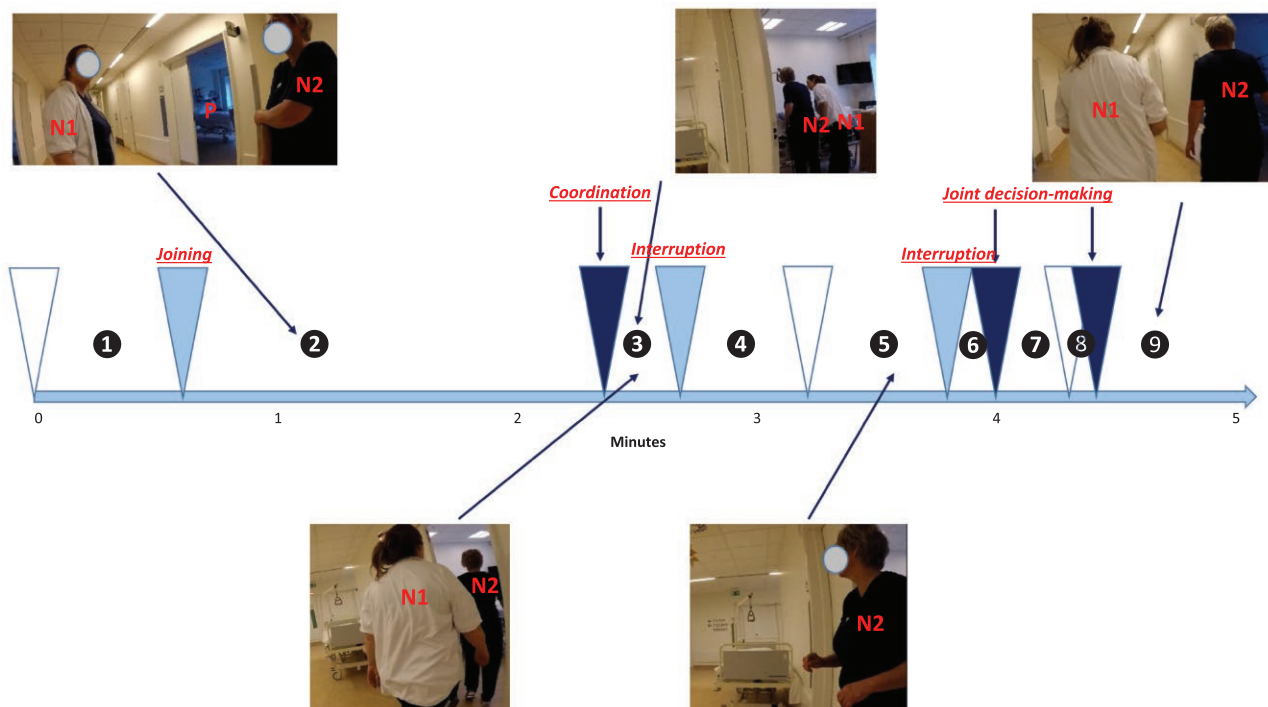 N1
P
N2
N2
N1
N1
N2
Coordination
Joint decision-making
Joining
Interruption
Interruption
1
2
3
4
5
6
7
8
9
0
1
2
3
4
5
Minutes
N1
N2
N2